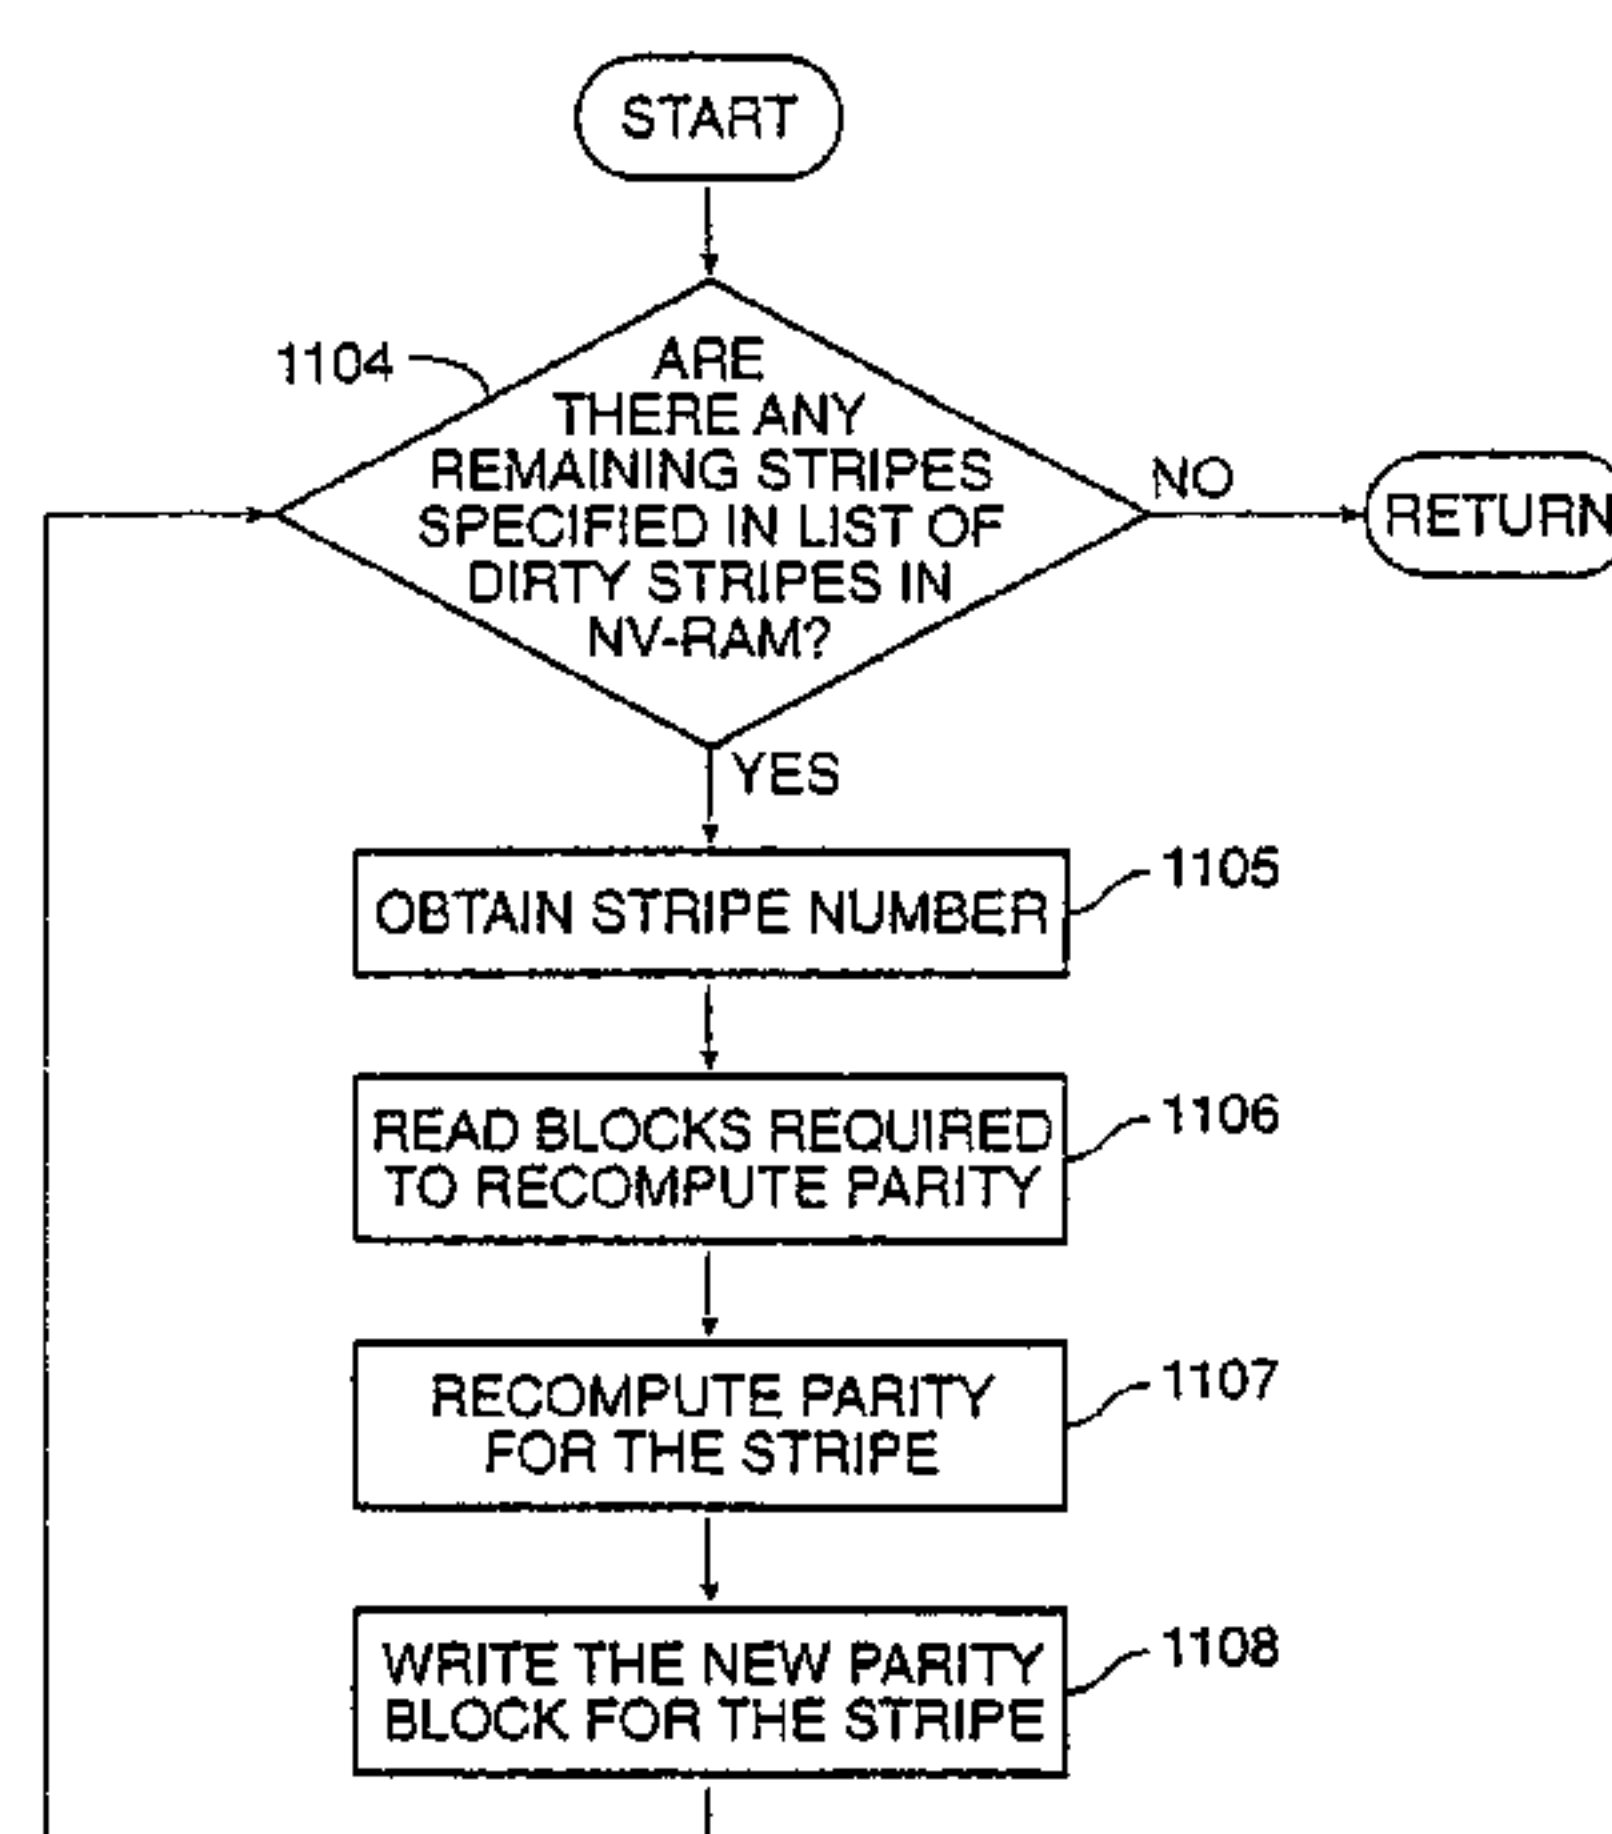 START
1104
ARE
THERE ANY
REMAINING STRIPES
SPECIFIED IN LIST OF
DIRTY STRIPES IN
NV-RAM?
NO
RETURN
YES
OBTAIN STRIPE NUMBER
1105
READ BLOCKS REQUIRED
TO RECOMPUTE PARITY
1106
RECOMPUTE PARITY
FOR THE STRIPE
1107
WRITE THE NEW PARITY
BLOCK FOR THE STRIPE
1108